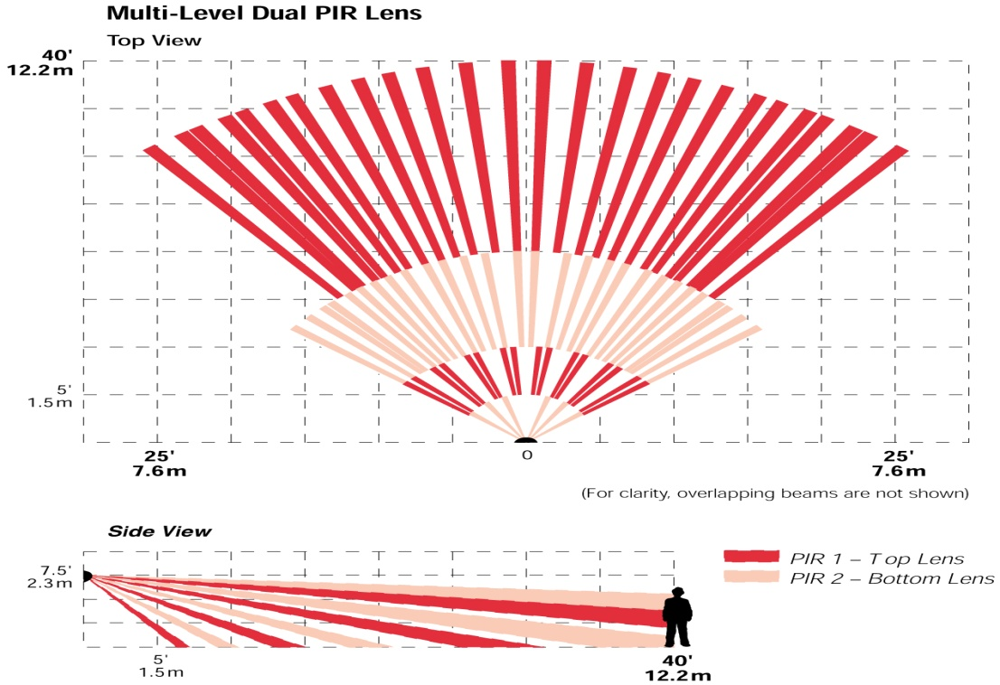 Multi-Level Dual PIR Lens
Top View
40'
12.2m
5'
1.5m
25'
7.6m
0
25'
7.6m
(For clarity, overlapping beams are not shown)
Side View
7.5'
2.3m
5'
1.5m
40'
12.2m
PIR 1 – Top Lens
PIR 2 – Bottom Lens